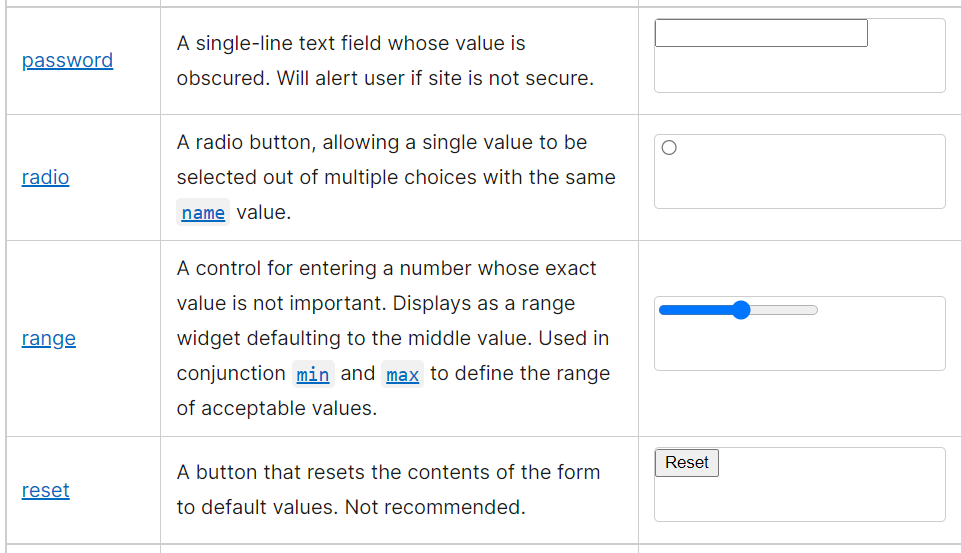 password
A single-line text field whose value is
obscured. Will alert user if site is not secure.
radio
A radio button, allowing a single value to be
selected out of multiple choices with the same
name value.
range
A control for entering a number whose exact
value is not important. Displays as a range
widget defaulting to the middle value. Used in
conjunction min and max to define the range
of acceptable values.
reset
A button that resets the contents of the form
to default values. Not recommended.
Reset